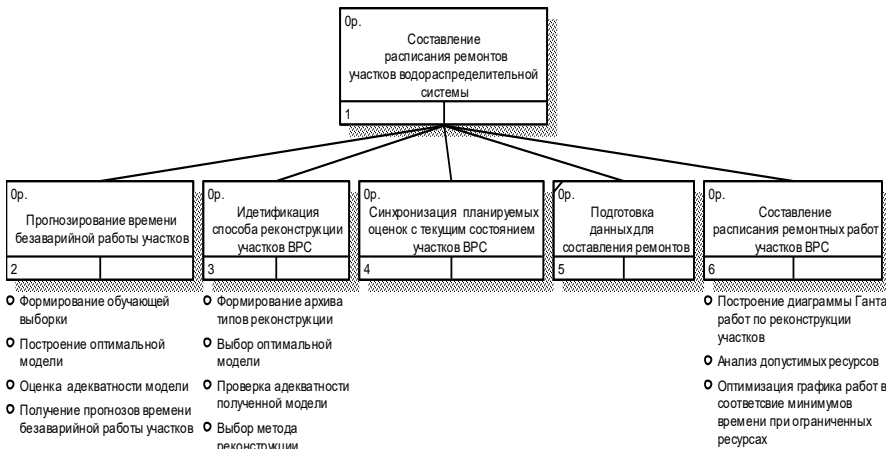 0р.
Составление
расписания ремонтов
участков водораспределительной
системы
1
0р.
Прогнозирование времени
безаварийной работы участков
2
0р.
Идетификация
способа реконструкции
участков ВРС
3
0р.
Синхронизация планируемых
оценок с текущим состоянием
участков ВРС
4
0р.
Подготовка
данных для
составления ремонтов
5
0р.
Составление
расписания ремонтных работ
участков ВРС
6
Формирование обучающей
выборки
Построение оптимальной
модели
Оценка адекватности модели
Получение прогнозов времени
безаварийной работы участков
Формирование архива
типов реконструкции
Выбор оптимальной
модели
Проверка адекватности
полученной модели
Выбор метода
реконструкции
Построение диаграммы Ганта
работ по реконструкции
участков
Анализ допустимых ресурсов
Оптимизация графика работ в
соответсвие минимумов
времени при ограниченных
ресурсах